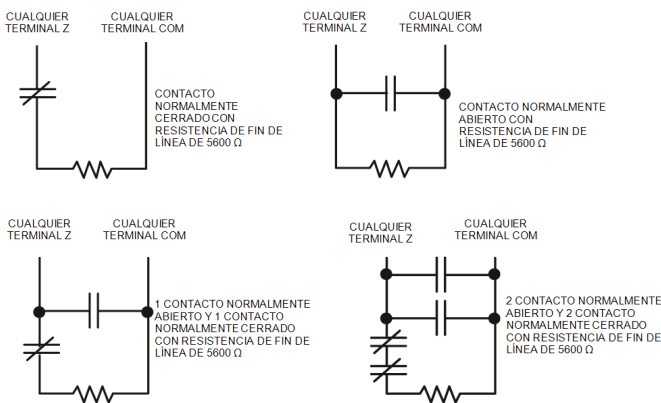 CUALQUIER
TERMINAL Z
CUALQUIER
TERMINAL COM
CONTACTO
NORMALMENTE
CERRADO CON
RESISTENCIA DE FIN DE
LÍNEA DE 5600 Ω
CUALQUIER
TERMINAL Z
CUALQUIER
TERMINAL COM
CONTACTO NORMALMENTE
ABIERTO CON
RESISTENCIA DE FIN DE
LÍNEA DE 5600 Ω
CUALQUIER
TERMINAL Z
CUALQUIER
TERMINAL COM
1 CONTACTO NORMALMENTE
ABIERTO Y 1 CONTACTO
NORMALMENTE CERRADO
CON RESISTENCIA DE FIN DE
LÍNEA DE 5600 Ω
CUALQUIER
TERMINAL Z
CUALQUIER
TERMINAL COM
2 CONTACTO NORMALMENTE
ABIERTO Y 2 CONTACTO
NORMALMENTE CERRADO
CON RESISTENCIA DE FIN DE
LÍNEA DE 5600 Ω